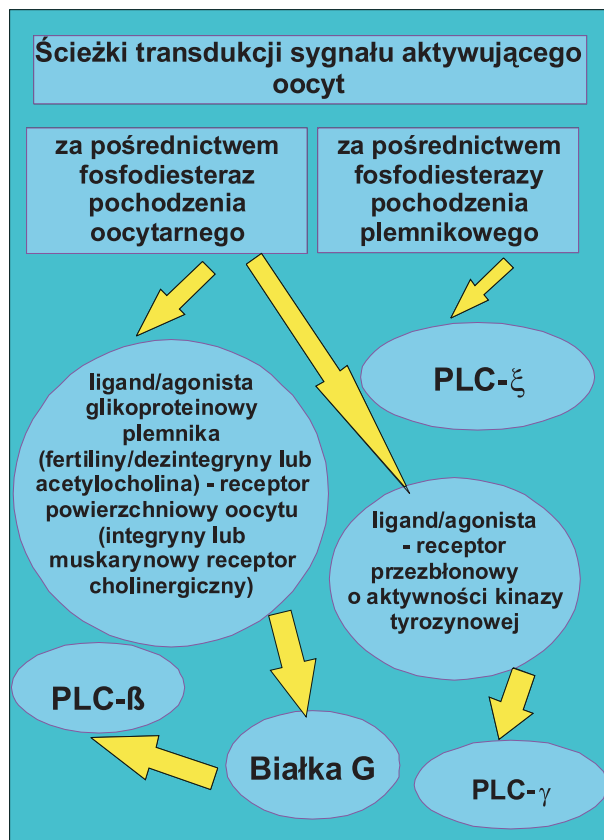 Ścieżki transdukcji sygnału aktywującego
oocyt
za pośrednictwem
fosfodiesteraz
pochodzenia
oocytarnego
za pośrednictwem
fosfodiesterazy
pochodzenia
plemnikowego
PLC-ξ
ligand/agonista
glikoproteinowy
plemnika
(fertiliny/dezintegryny lub
acetylocholina) - receptor
powierzchniowy oocytu
(integryny lub
muskarynowy receptor
cholinergiczny)
ligand/agonista
- receptor
przezbłonowy
o aktywności kinazy
tyrozynowej
PLC-ß
Białka G
PLC-γ